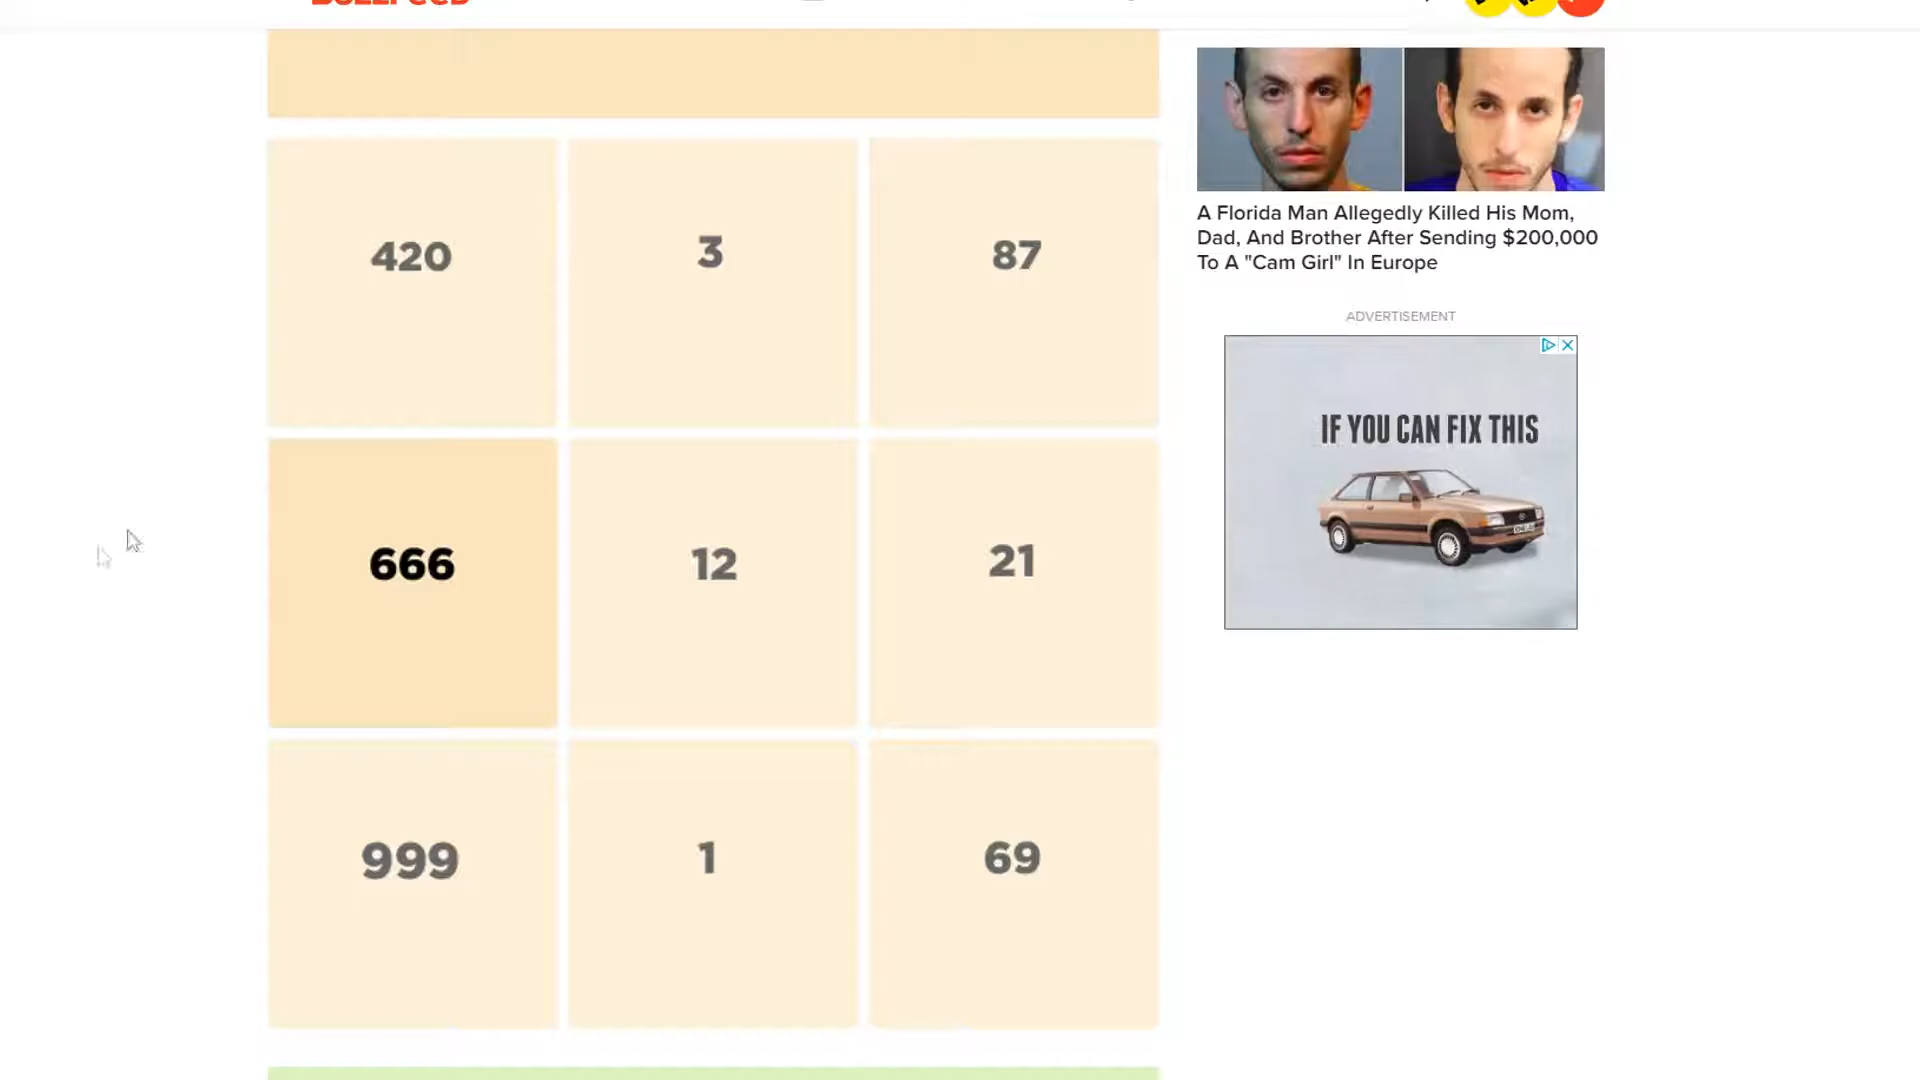 420
3
87
666
12
21
999
1
69
A Florida Man Allegedly Killed His Mom,
Dad, And Brother After Sending $200,000
To A "Cam Girl" In Europe
ADVERTISEMENT
IF YOU CAN FIX THIS